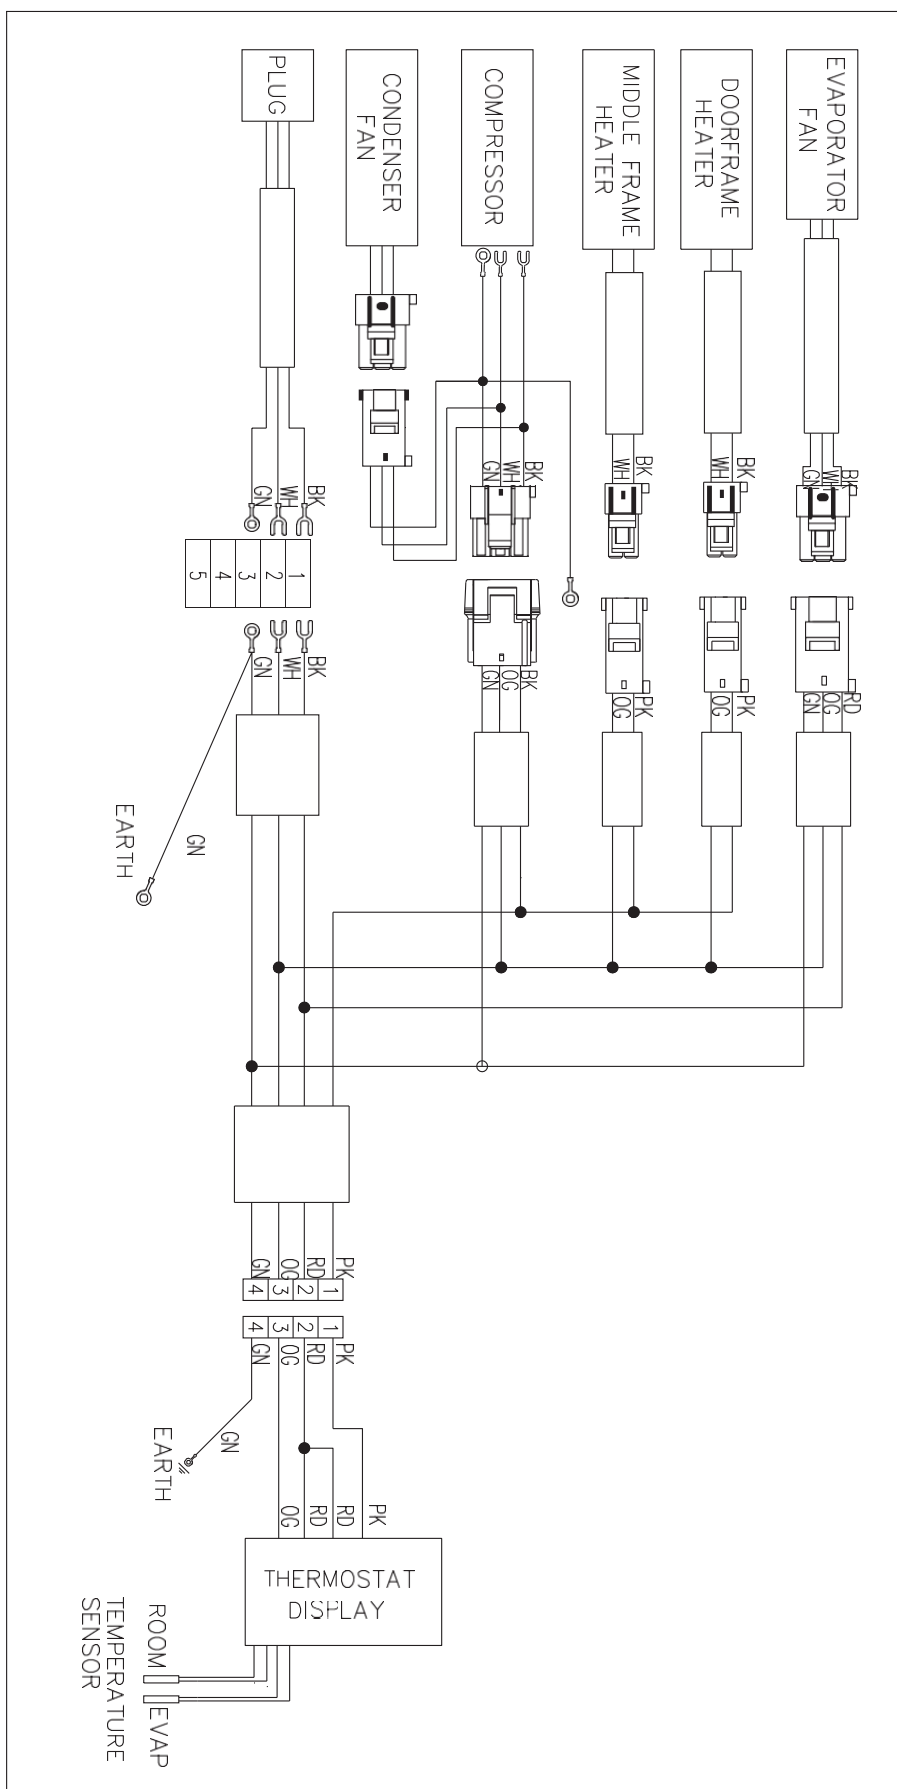 PLUG
CONDENSER
FAN
COMPRESSOR
MIDDLE FRAME
HEATER
DOORFRAME
HEATER
EVAPORATOR
FAN
GN WH BK
GN WH BK
WH BK
WH BK
GN WH BK
5 4 3 2 1
GN WH BK
GN OG BK
OG PK
OG PK
GN OG RD
EARTH
GN
GN OG RD PK
4 3 2 1
4 3 2 1
GN OG RD PK
EARTH
GN
OG RD RD PK
THERMOSTAT
DISPLAY
ROOM
EVAP
TEMPERATURE
SENSOR